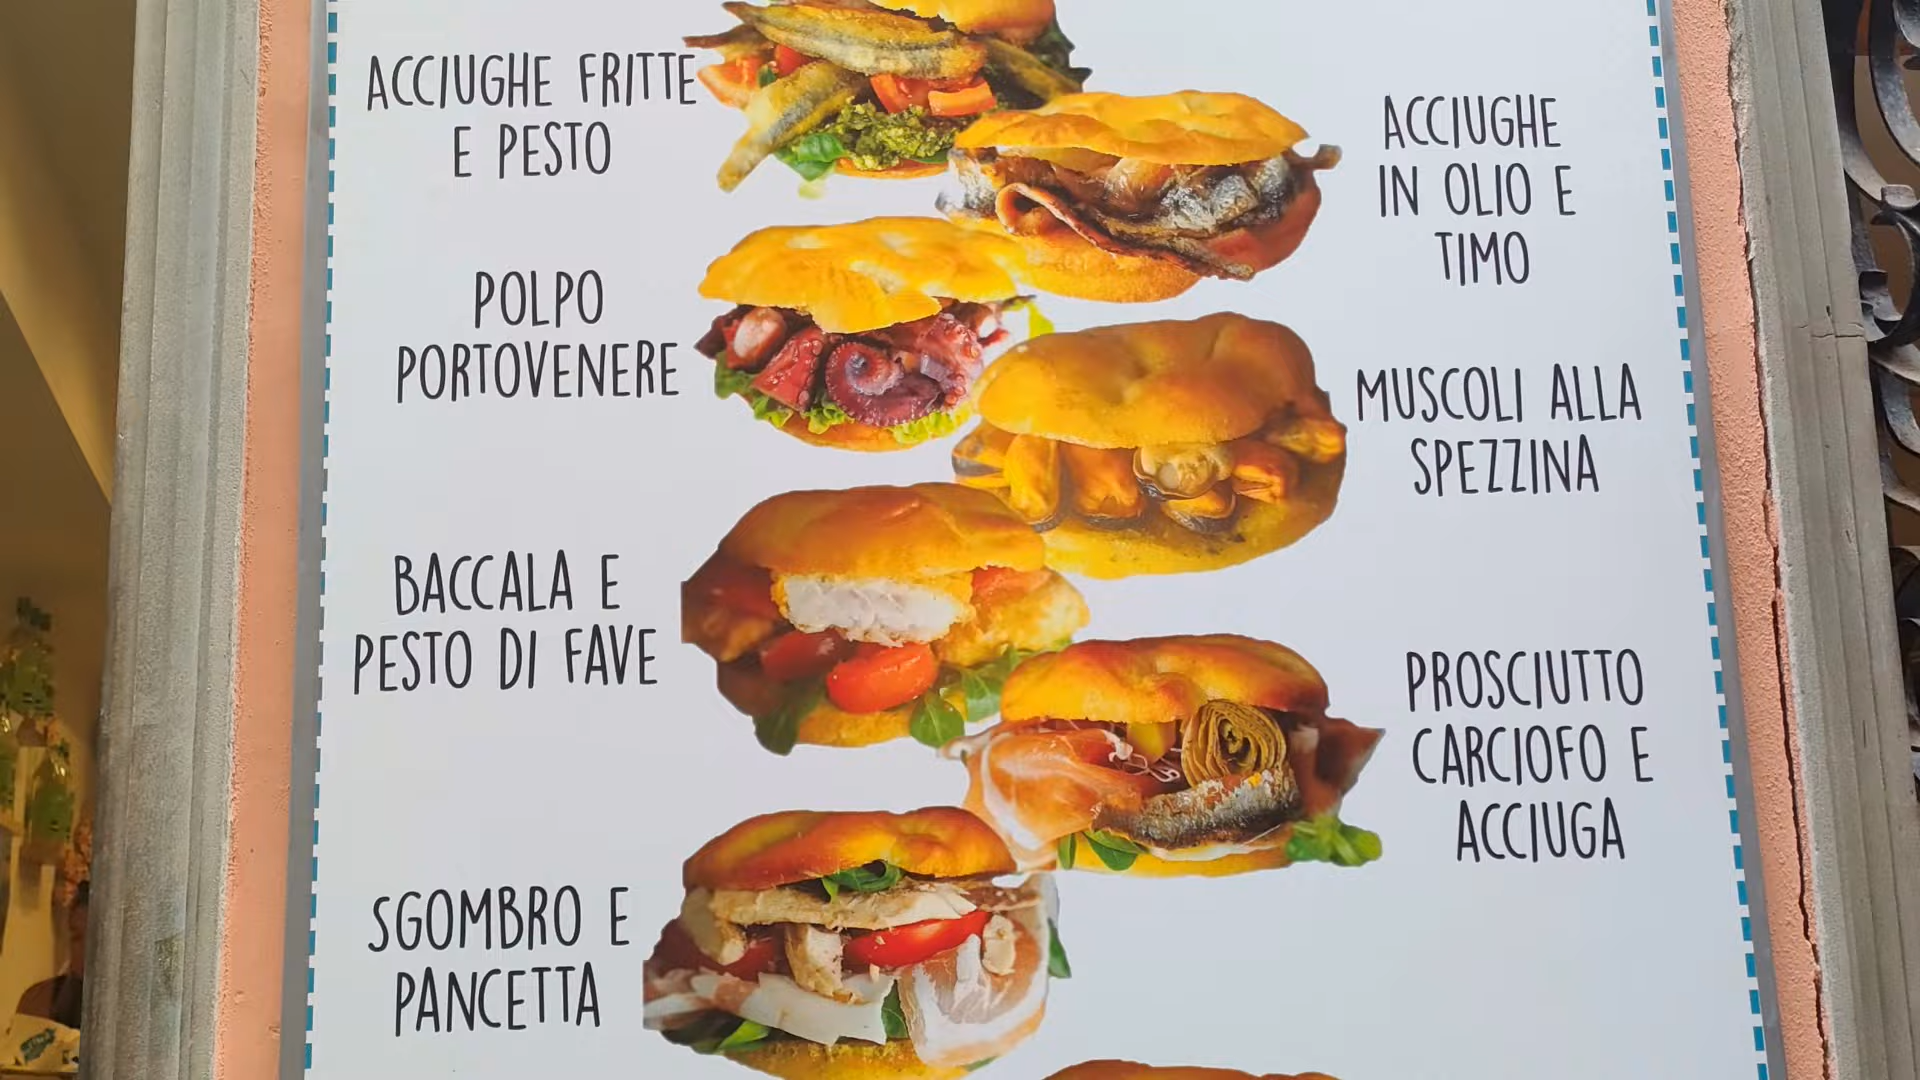 ACCIUGHE FRITTE
E PESTO
ACCIUGHE
IN OLIO E
TIMO
POLPO
PORTOVENERE
MUSCOLI ALLA
SPEZZINA
BACCALA E
PESTO DI FAVE
PROSCIUTTO
CARCIOFO E
ACCIUGA
SGOMBRO E
PANCETTA